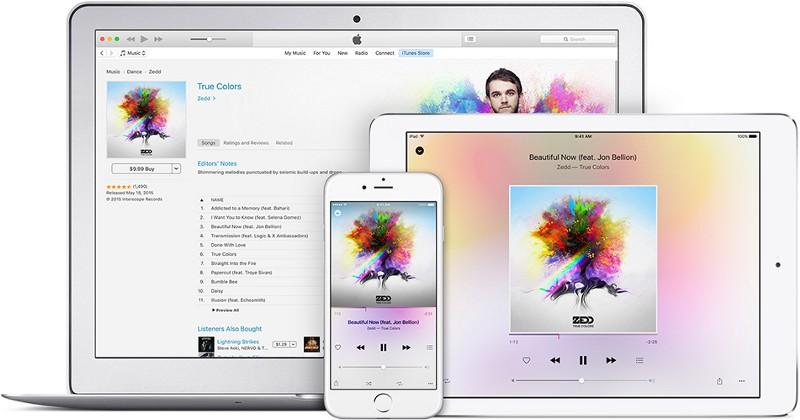 Music
Search
My Music For You New Radio Connect iTunes Store
Music Dance Zedd
True Colors
Zedd >
Songs Ratings and Reviews Related
ZEDD
TRUE COLORS
$9.99 Buy
(1,490)
Released May 18, 2015
℗ 2015 Interscope Records
Editors' Notes
Shimmering melodies punctuated by seismic build-ups and drops
NAME
1. Addicted to a Memory (feat. Bahari)
2. I Want You to Know (feat. Selena Gomez)
3. Beautiful Now (feat. Jon Bellion)
4. Transmission (feat. Logic & X Ambassadors)
5. Done With Love
6. True Colors
7. Straight Into the Fire
8. Papercut (feat. Troye Sivan)
9. Bumble Bee
10. Daisy
11. Illusion (feat. Echosmith)
Preview All
Listeners Also Bought
Lightning Strikes
Steve Aoki, NERVO & T...
$1.29
9:41 AM
1:13
Beautiful Now (feat. Jon Bellion)
Zedd — True Colors
iPad 9:41 AM 100%
Beautiful Now (feat. Jon Bellion)
Zedd — True Colors
ZEDD
TRUE COLORS
1:12 -2:25